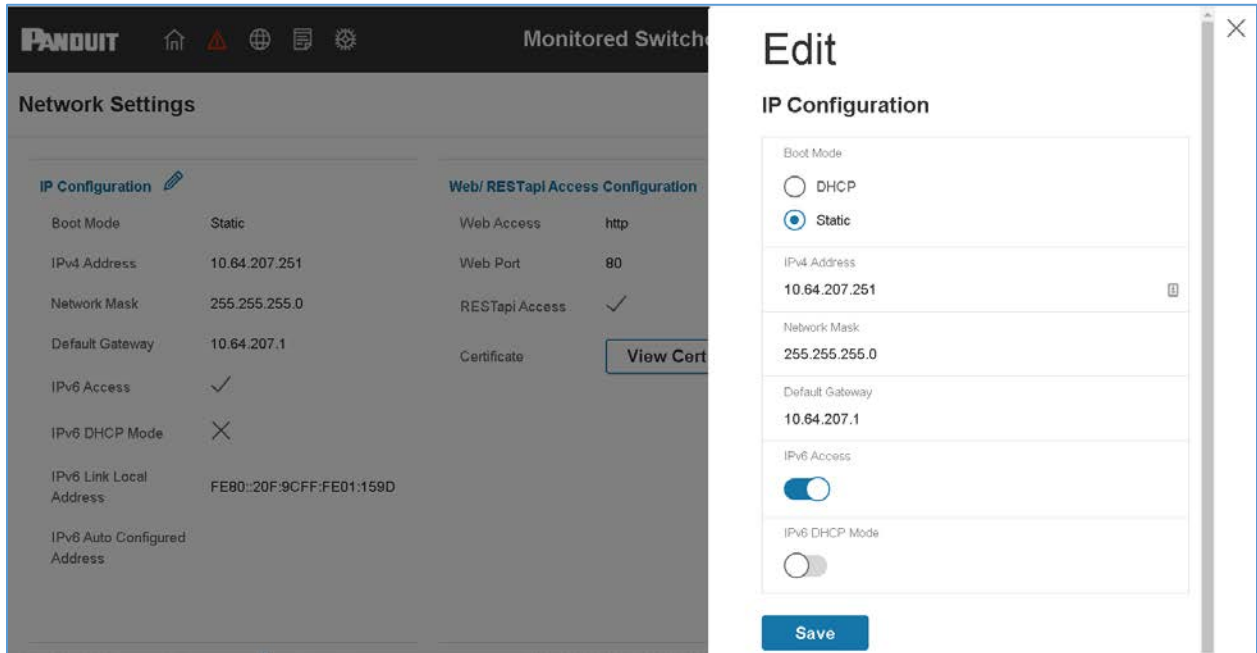 PANDUIT
Monitored Switche
Network Settings
IP Configuration
Boot Mode Static
IPv4 Address 10.64.207.251
Network Mask 255.255.255.0
Default Gateway 10.64.207.1
IPv6 Access
IPv6 DHCP Mode
IPv6 Link Local
Address
FE80::20F:9CFF:FE01:159D
IPv6 Auto Configured
Address
Web/ RESTapi Access Configuration
Web Access http
Web Port 80
RESTapi Access
Certificate View Cert
Edit
IP Configuration
Boot Mode
DHCP
Static
IPv4 Address
10.64.207.251
Network Mask
255.255.255.0
Default Gateway
10.64.207.1
IPv6 Access
IPv6 DHCP Mode
Save